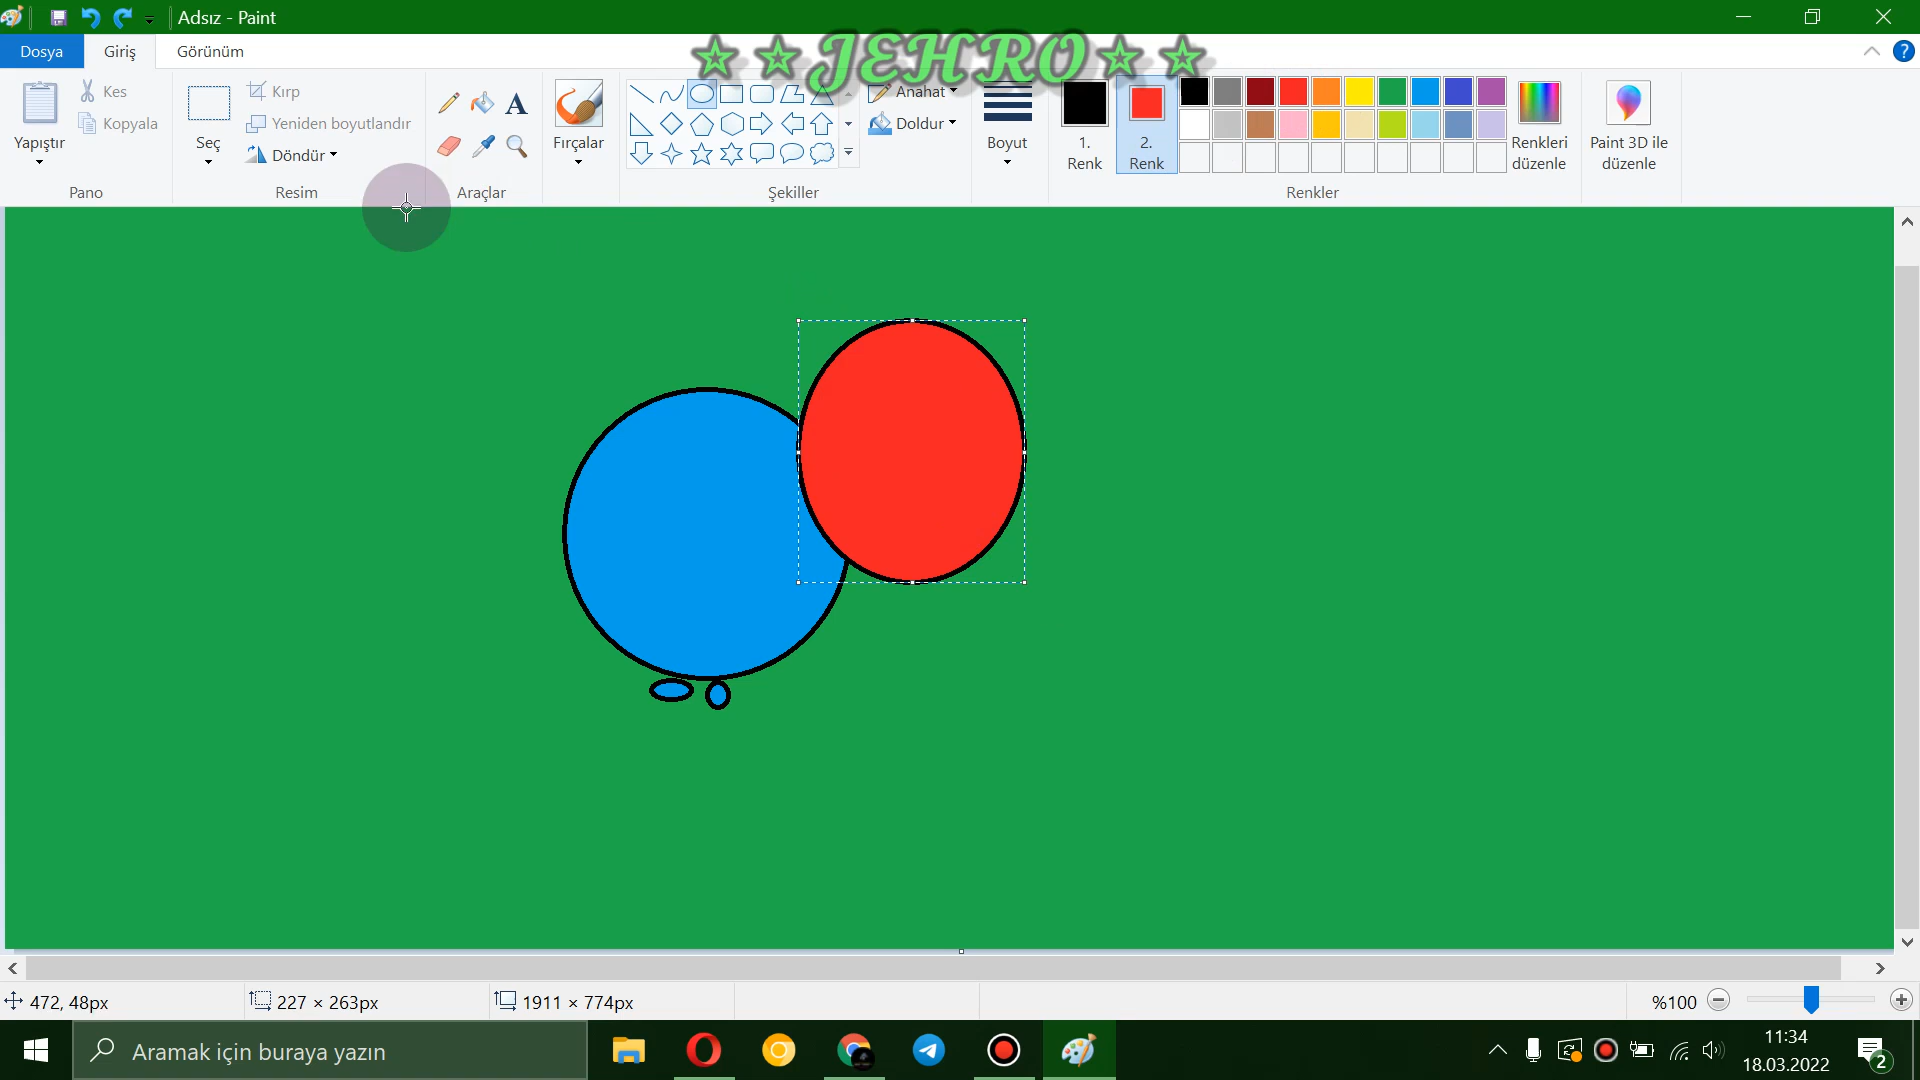 Adsız - Paint
☆ ☆ JEHRO ☆ ☆
Dosya
Giriş
Görünüm
Yapıştır
Kes
Kopyala
Pano
Seç
Kırp
Yeniden boyutlandır
Döndür
Resim
A
Araçlar
Fırçalar
Şekiller
Anahat
Doldur
Boyut
1.
Renk
2.
Renk
Renkler
Renkleri
düzenle
Paint 3D ile
düzenle
?
472, 48px
227 × 263px
1911 × 774px
%100
Aramak için buraya yazın
11:34
18.03.2022
2